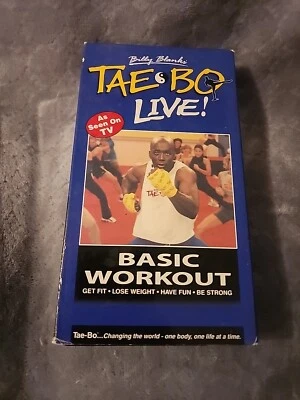 Billy Blanks
TAE BO
LIVE!
As
Seen On
TV
TAE
BASIC
WORKOUT
GET FIT • LOSE WEIGHT • HAVE FUN • BE STRONG
Tae-Bo....Changing the world - one body, one life at a time.